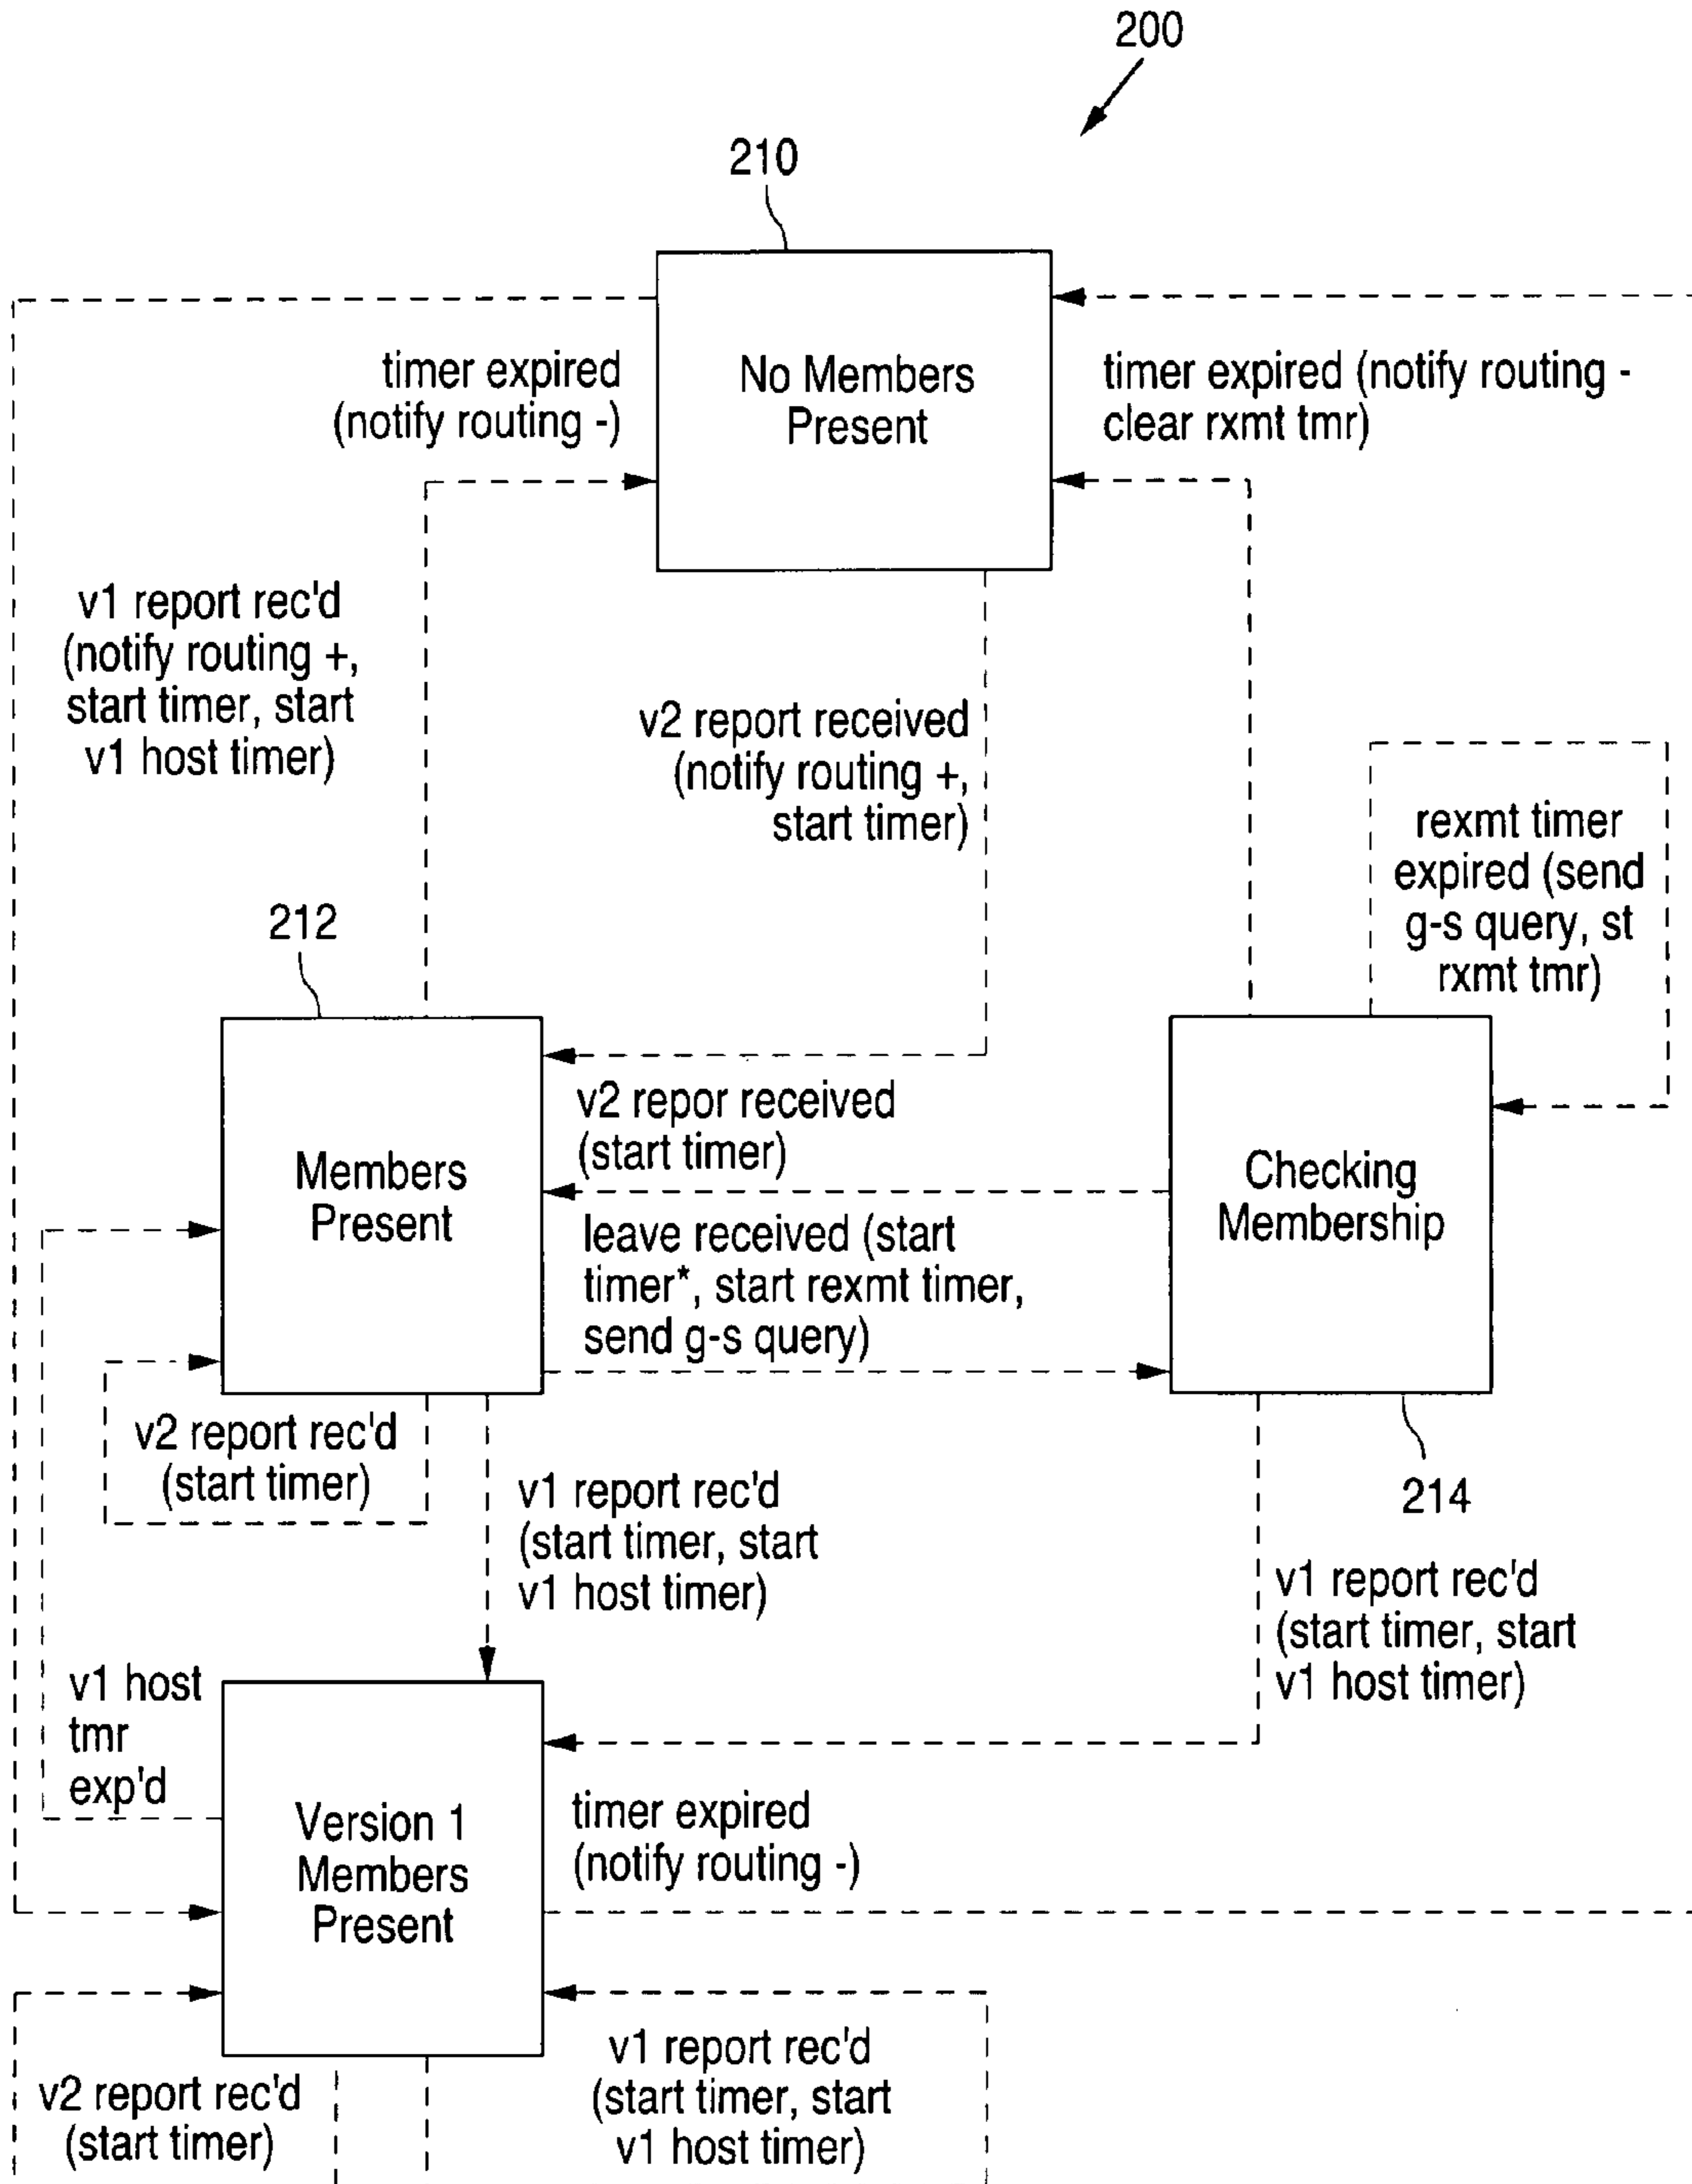 200
210
No Members
Present
timer expired
(notify routing -)
timer expired (notify routing -
clear rxmt tmr)
v1 report rec'd
(notify routing +,
start timer, start
v1 host timer)
v2 report received
(notify routing +,
start timer)
rexmt timer
expired (send
g-s query, st
rxmt tmr)
212
Members
Present
v2 repor received
(start timer)
Checking
Membership
leave received (start
timer*, start rexmt timer,
send g-s query)
v2 report rec'd
(start timer)
214
v1 report rec'd
(start timer, start
v1 host timer)
v1 report rec'd
(start timer, start
v1 host timer)
v1 host
tmr
exp'd
Version 1
Members
Present
timer expired
(notify routing -)
v2 report rec'd
(start timer)
v1 report rec'd
(start timer, start
v1 host timer)